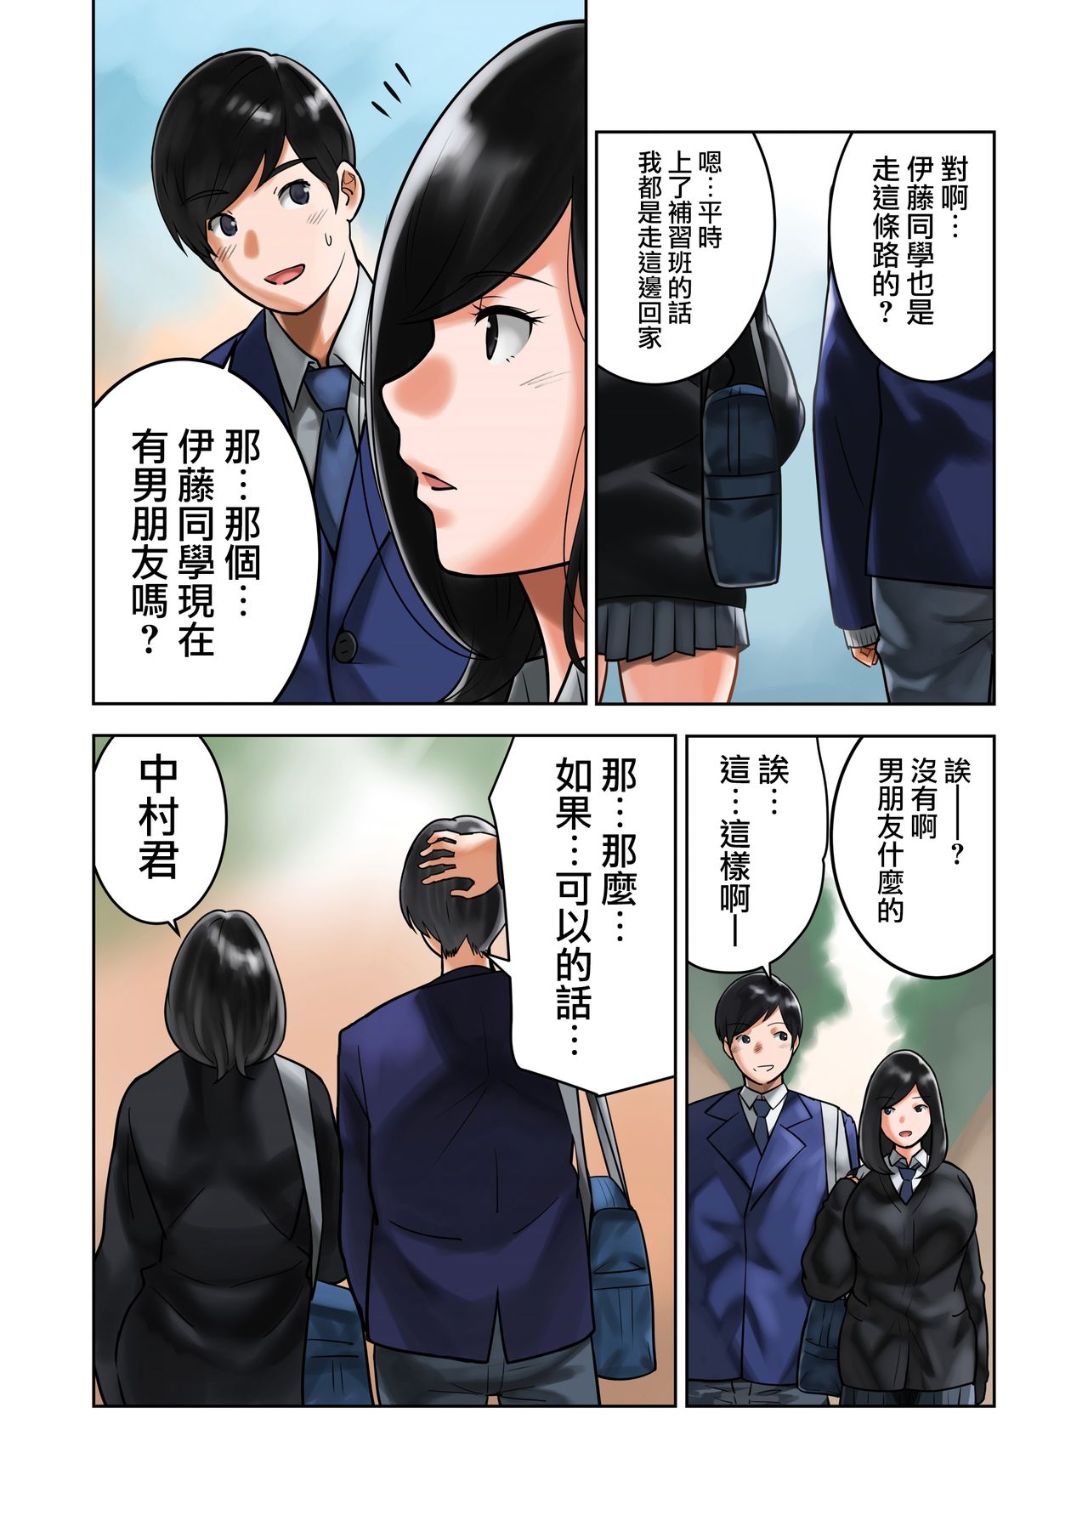 對啊…
伊藤同學也是
走這條路的?
嗯…平時
上了補習班的話
我都是走這邊回家
那…那個…
伊藤同學現在
有男朋友嗎?
誒──?
沒有啊
男朋友什麼的
誒…
這…這樣啊─
那…那麼…
如果…可以的話…
中村君